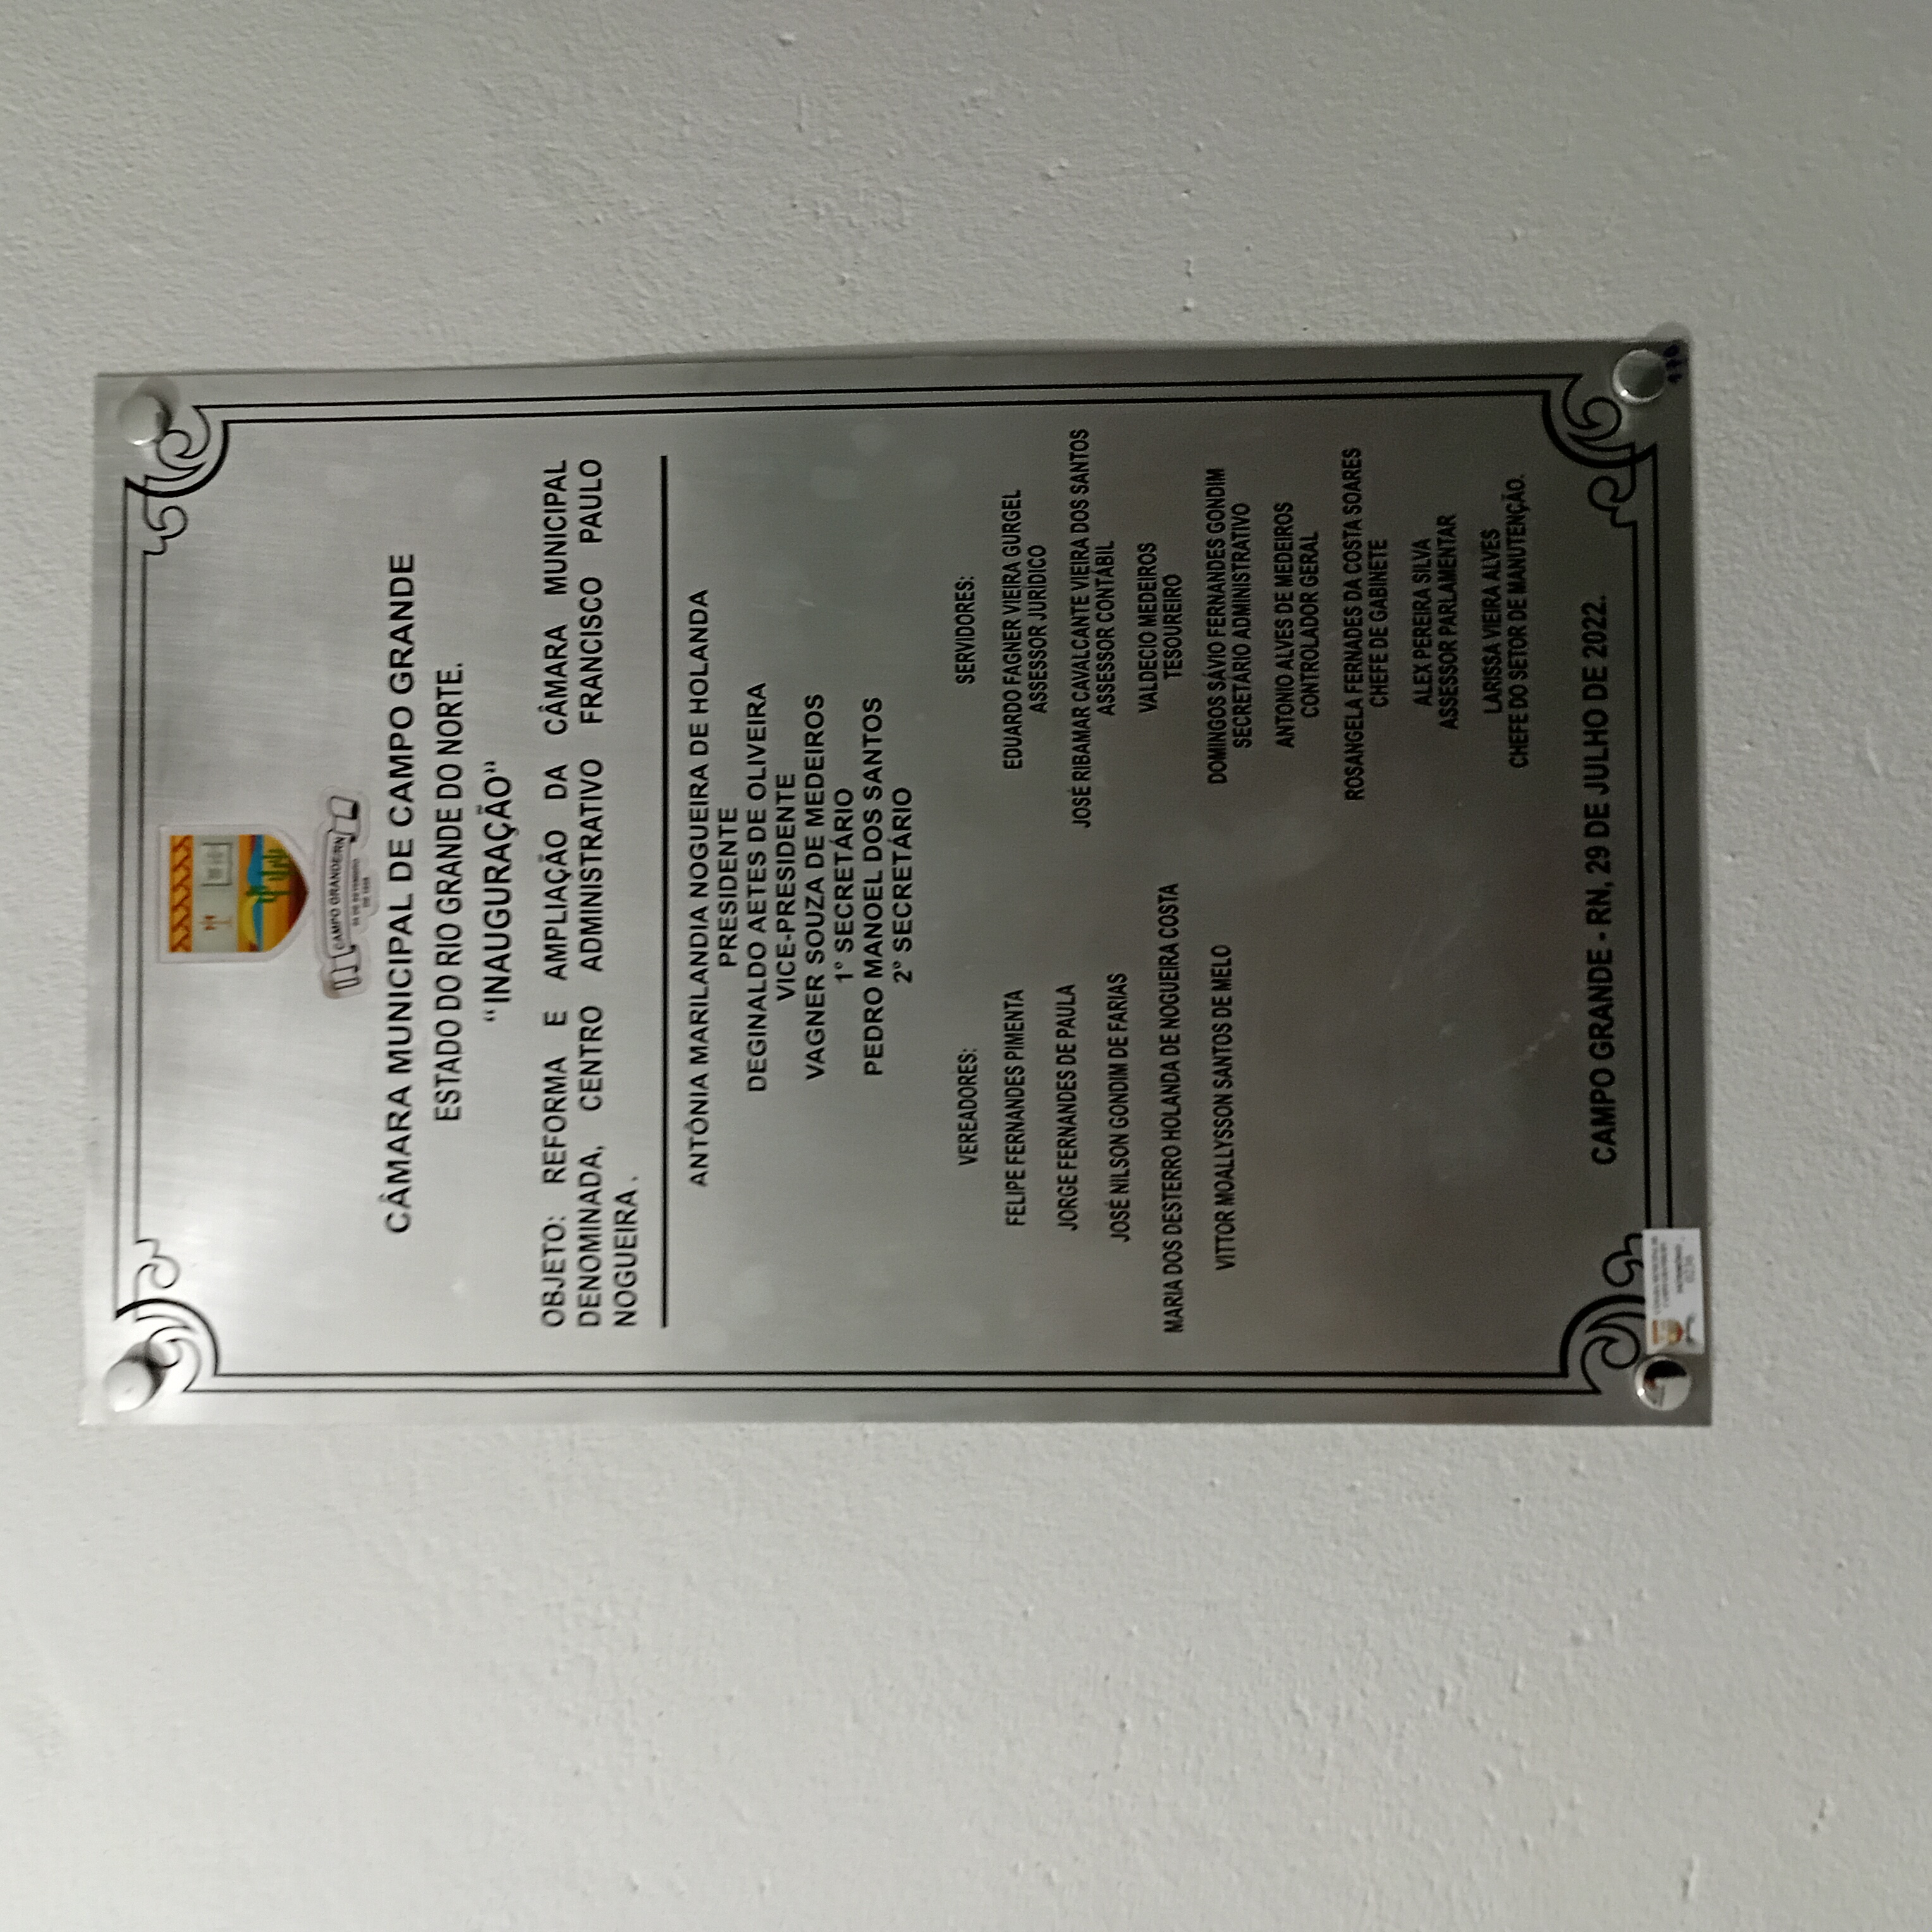 CAMPO GRANDE/RN
CÂMARA MUNICIPAL DE CAMPO GRANDE
ESTADO DO RIO GRANDE DO NORTE.
“INAUGURAÇÃO“
OBJETO: REFORMA E AMPLIAÇÃO DA CÂMARA MUNICIPAL
DENOMINADA, CENTRO ADMINISTRATIVO FRANCISCO PAULO
NOGUEIRA.
ANTÔNIA MARILANDIA NOGUEIRA DE HOLANDA
PRESIDENTE
DEGINALDO AETES DE OLIVEIRA
VICE-PRESIDENTE
VAGNER SOUZA DE MEDEIROS
1º SECRETÁRIO
PEDRO MANOEL DOS SANTOS
2º SECRETÁRIO
VEREADORES:
FELIPE FERNANDES PIMENTA
JORGE FERNANDES DE PAULA
JOSÉ NILSON GONDIM DE FARIAS
MARIA DOS DESTERRO HOLANDA DE NOGUEIRA COSTA
VITTOR MOALLYSSON SANTOS DE MELO
SERVIDORES:
EDUARDO FAGNER VIEIRA GURGEL
ASSESSOR JURIDICO
JOSÉ RIBAMAR CAVALCANTE VIEIRA DOS SANTOS
ASSESSOR CONTÁBIL
VALDECIO MEDEIROS
TESOUREIRO
DOMINGOS SÁVIO FERNANDES GONDIM
SECRETÁRIO ADMINISTRATIVO
ANTONIO ALVES DE MEDEIROS
CONTROLADOR GERAL
ROSANGELA FERNADES DA COSTA SOARES
CHEFE DE GABINETE
ALEX PEREIRA SILVA
ASSESSOR PARLAMENTAR
LARISSA VIEIRA ALVES
CHEFE DO SETOR DE MANUTENÇÃO.
CAMPO GRANDE - RN, 29 DE JULHO DE 2022.